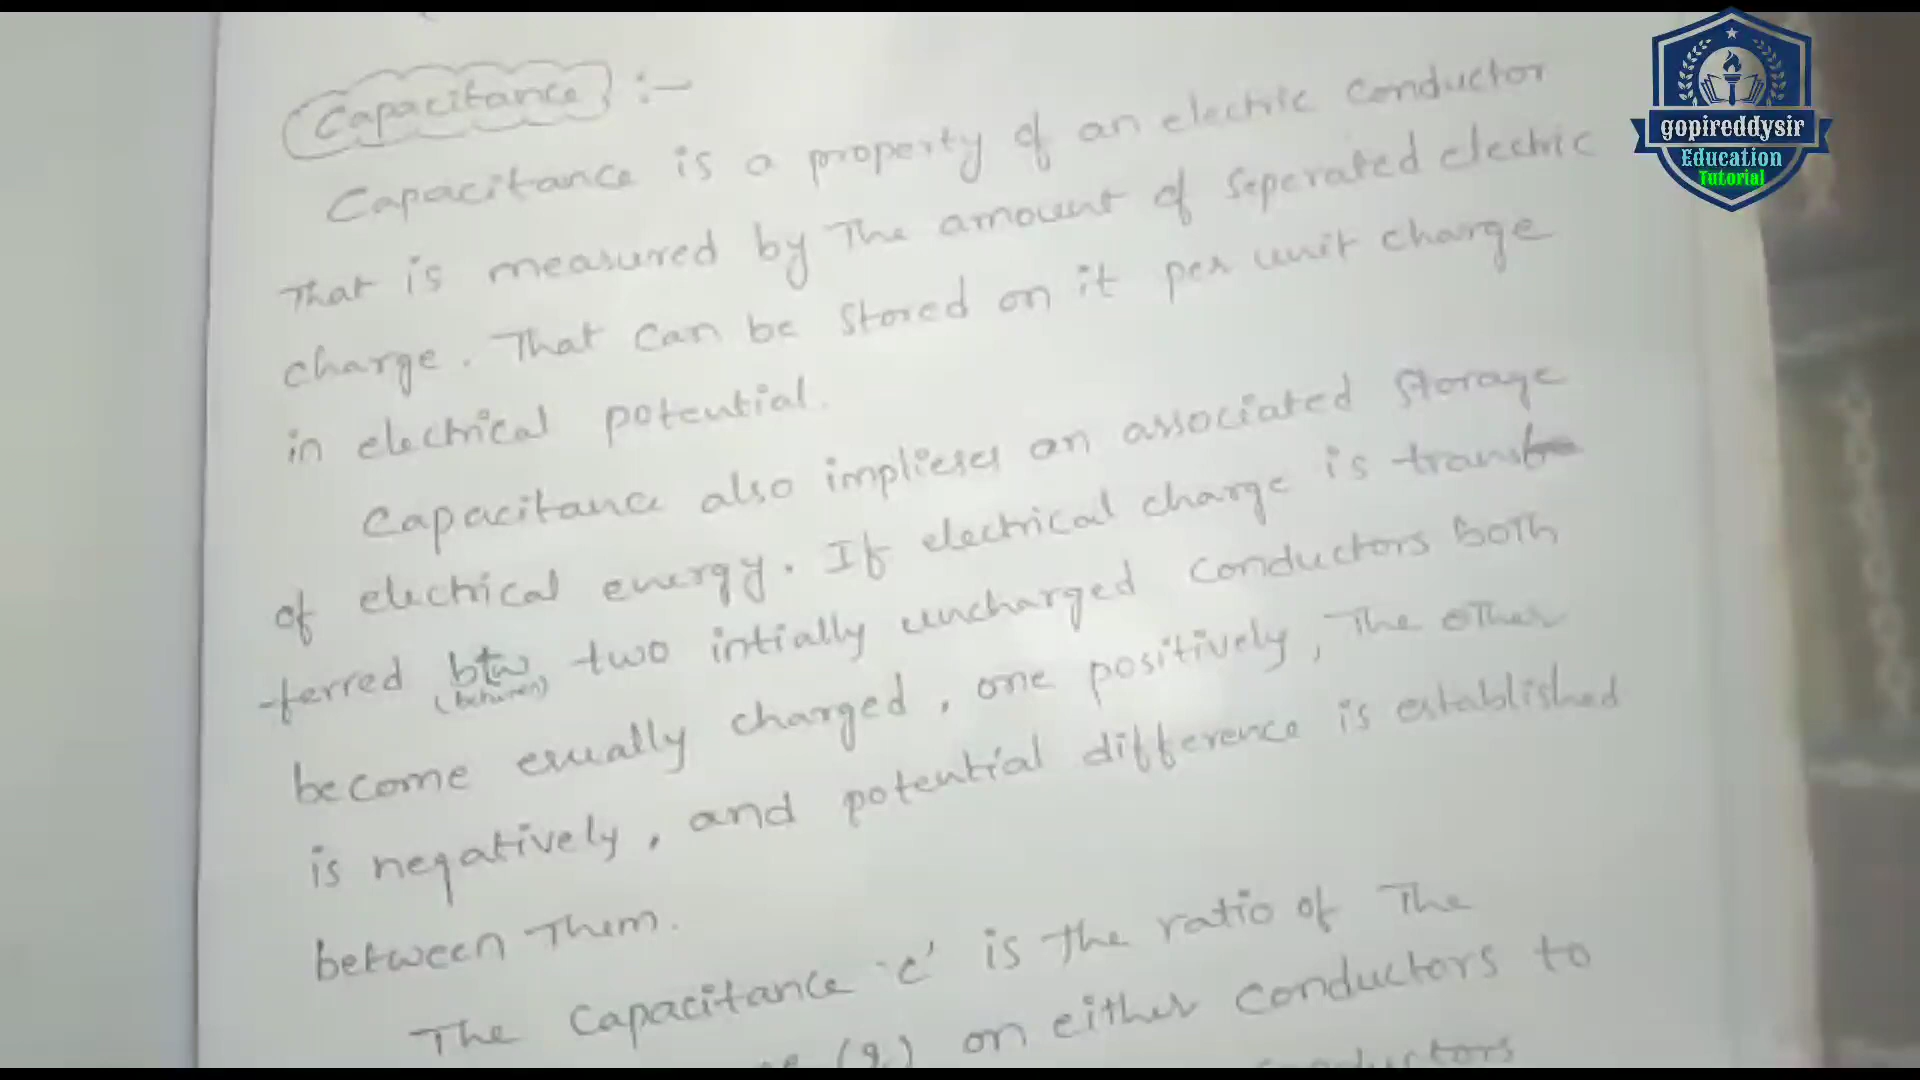 Capacitance :-
Capacitance is a property of an electric conductor
That is measured by The amount of seperated electric
charge. That can be stored on it per unit charge
in electrical potential.
Capacitance also implieses an associated storage
of electrical energy. If electrical charge is trans
-ferred btw two intially uncharged conductors both
(between)
become equally charged, one positively, The other
is negatively, and potential difference is established
between Them.
The Capacitance 'c' is the ratio of The
(q) on either conductors to
conductors
gopireddysir
Education
Tutorial